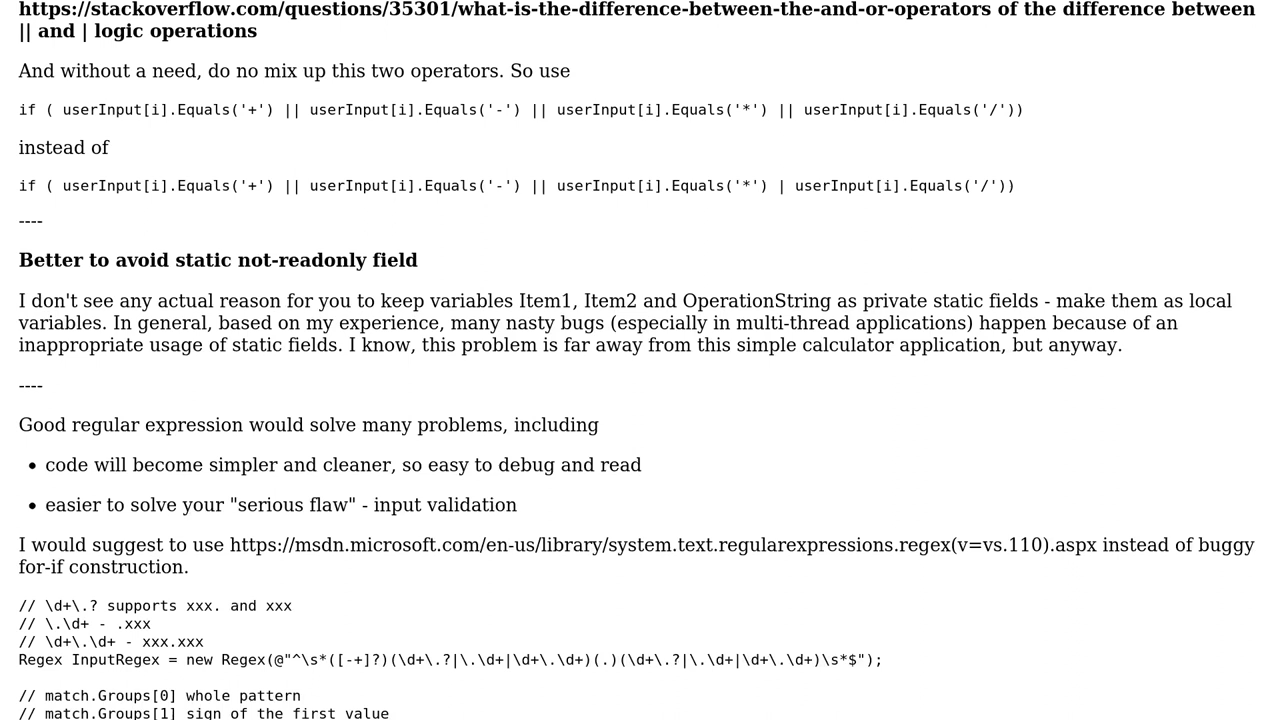 https://stackoverflow.com/questions/35301/what-is-the-difference-between-the-and-or-operators of the difference between
|| and | logic operations
And without a need, do no mix up this two operators. So use
if ( userInput[i].Equals('+') || userInput[i].Equals('-') || userInput[i].Equals('*') || userInput[i].Equals('/'))
instead of
if ( userInput[i].Equals('+') || userInput[i].Equals('-') || userInput[i].Equals('*') | userInput[i].Equals('/'))
----
Better to avoid static not-readonly field
I don't see any actual reason for you to keep variables Item1, Item2 and OperationString as private static fields - make them as local
variables. In general, based on my experience, many nasty bugs (especially in multi-thread applications) happen because of an
inappropriate usage of static fields. I know, this problem is far away from this simple calculator application, but anyway.
----
Good regular expression would solve many problems, including
• code will become simpler and cleaner, so easy to debug and read
• easier to solve your "serious flaw" - input validation
I would suggest to use https://msdn.microsoft.com/en-us/library/system.text.regularexpressions.regex(v=vs.110).aspx instead of buggy
for-if construction.
// \d+\.? supports xxx. and xxx
// \.\d+ - .xxx
// \d+\.\d+ - xxx.xxx
Regex InputRegex = new Regex(@"^\s*([-+]?)(\d+\.?|\.\d+|\d+\.\d+)(.)(\d+\.?|\.\d+|\d+\.\d+)\s*$");
// match.Groups[0] whole pattern
// match.Groups[1] sign of the first value